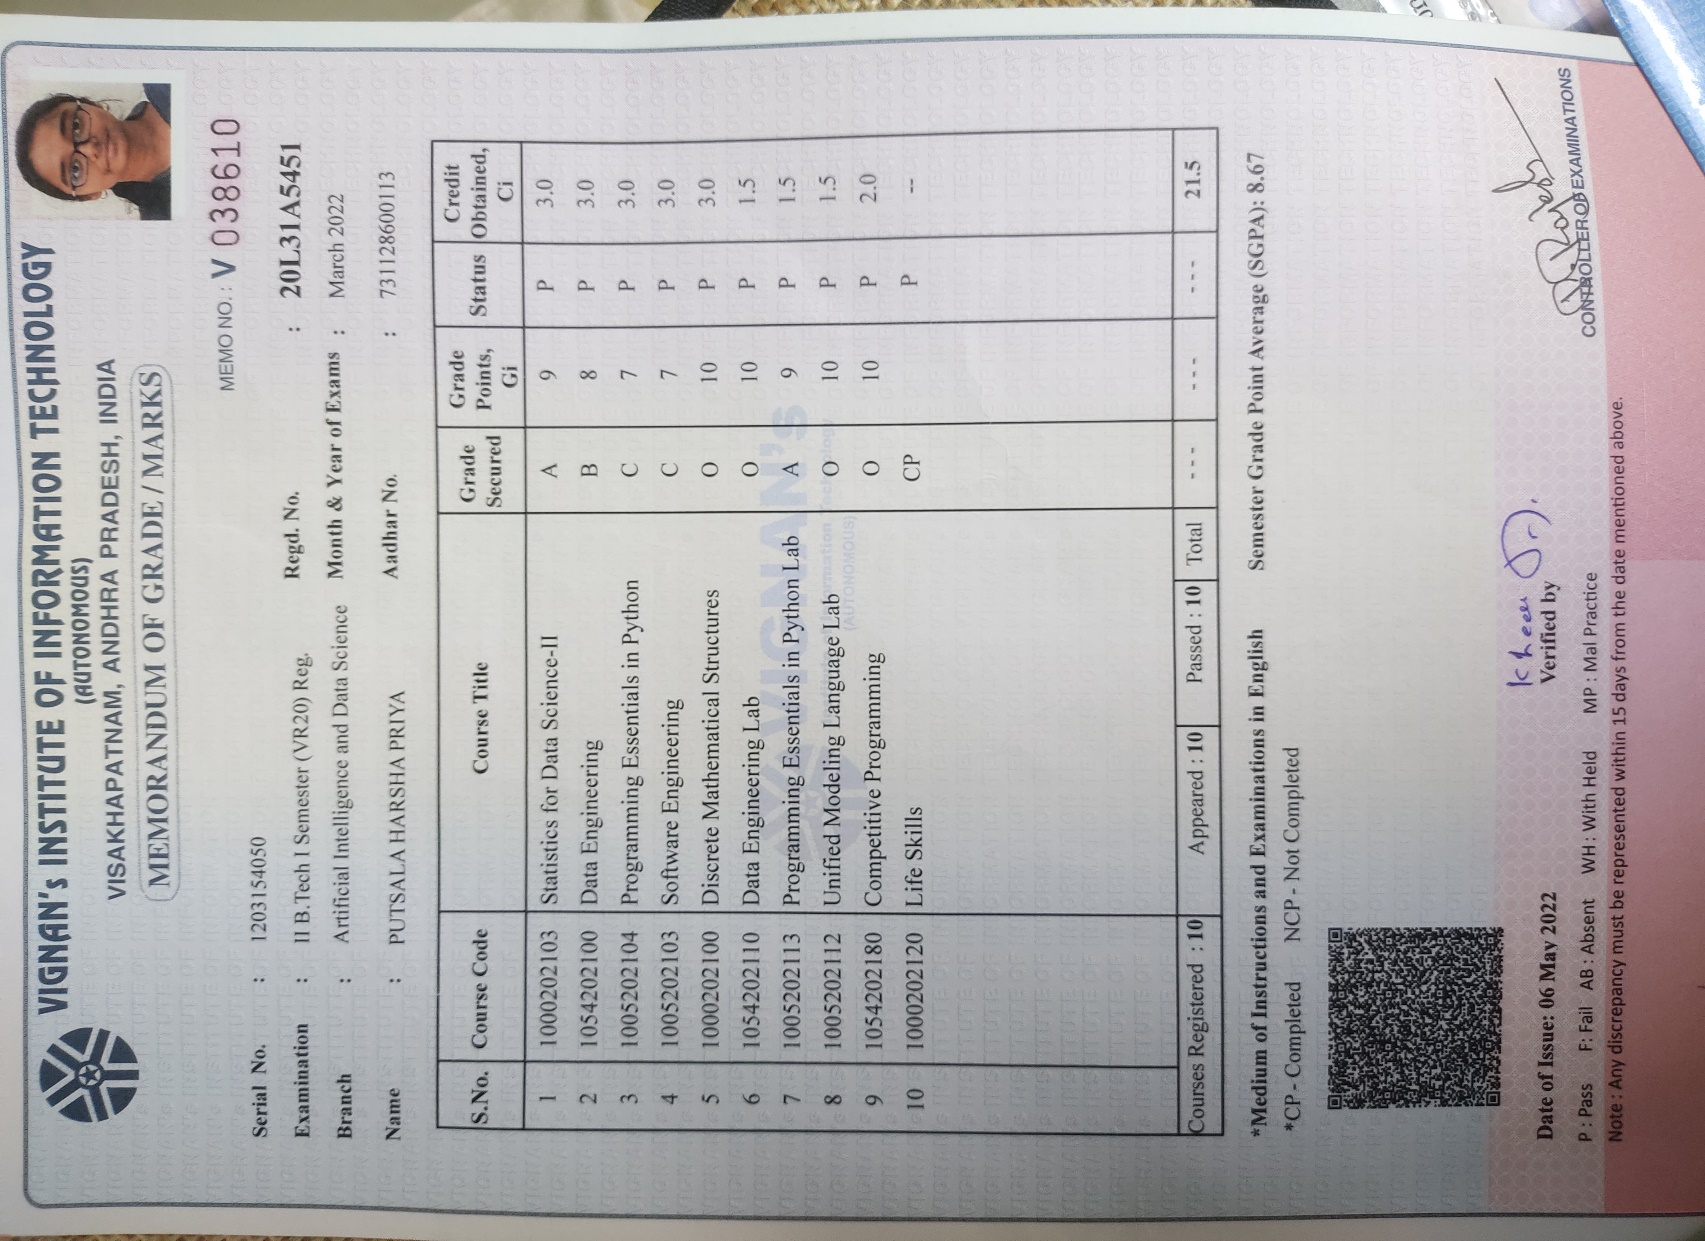 VIGNAN's INSTITUTE OF INFORMATION TECHNOLOGY
(AUTONOMOUS)
VISAKHAPATNAM, ANDHRA PRADESH, INDIA
MEMORANDUM OF GRADE / MARKS
MEMO NO. : V 038610
Serial No. : 1203154050
Regd. No. : 20L31A5451
Examination : II B.Tech I Semester (VR20) Reg.
Month & Year of Exams : March 2022
Branch : Artificial Intelligence and Data Science
Aadhar No. : 731128600113
Name : PUTSALA HARSHA PRIYA
S.No. Course Code Course Title Grade Secured Grade Points, Gi Status Credit Obtained, Ci
1 1000202103 Statistics for Data Science-II A 9 P 3.0
2 1054202100 Data Engineering B 8 P 3.0
3 1005202104 Programming Essentials in Python C 7 P 3.0
4 1005202103 Software Engineering C 7 P 3.0
5 1000202100 Discrete Mathematical Structures O 10 P 3.0
6 1054202110 Data Engineering Lab O 10 P 1.5
7 1005202113 Programming Essentials in Python Lab A 9 P 1.5
8 1005202112 Unified Modeling Language Lab O 10 P 1.5
9 1054202180 Competitive Programming O 10 P 2.0
10 1000202120 Life Skills CP P --
Courses Registered : 10 Appeared : 10 Passed : 10 Total --- --- --- 21.5
VIGNAN's
(AUTONOMOUS)
*Medium of Instructions and Examinations in English Semester Grade Point Average (SGPA): 8.67
*CP - Completed NCP - Not Completed
Date of Issue: 06 May 2022 Verified by CONTROLLER OF EXAMINATIONS
P : Pass F: Fail AB : Absent WH : With Held MP : Mal Practice
Note : Any discrepancy must be represented within 15 days from the date mentioned above.